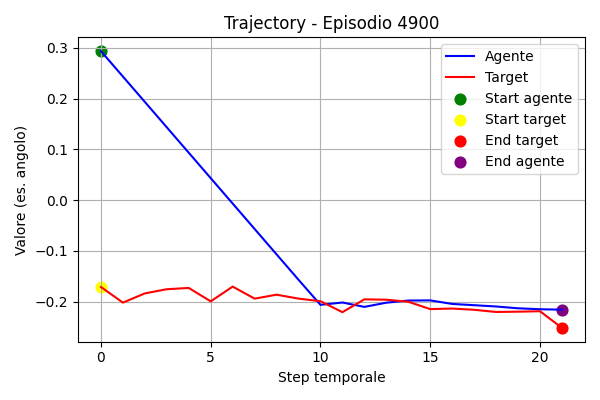 Trajectory - Episodio 4900
Valore (es. angolo)
0.3
0.2
0.1
0.0
−0.1
−0.2
0
5
10
15
20
Step temporale
Agente
Target
Start agente
Start target
End target
End agente